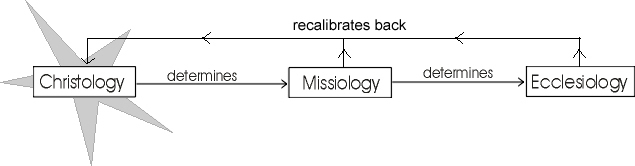 recalibrates back
Christology
determines
Missiology
determines
Ecclesiology